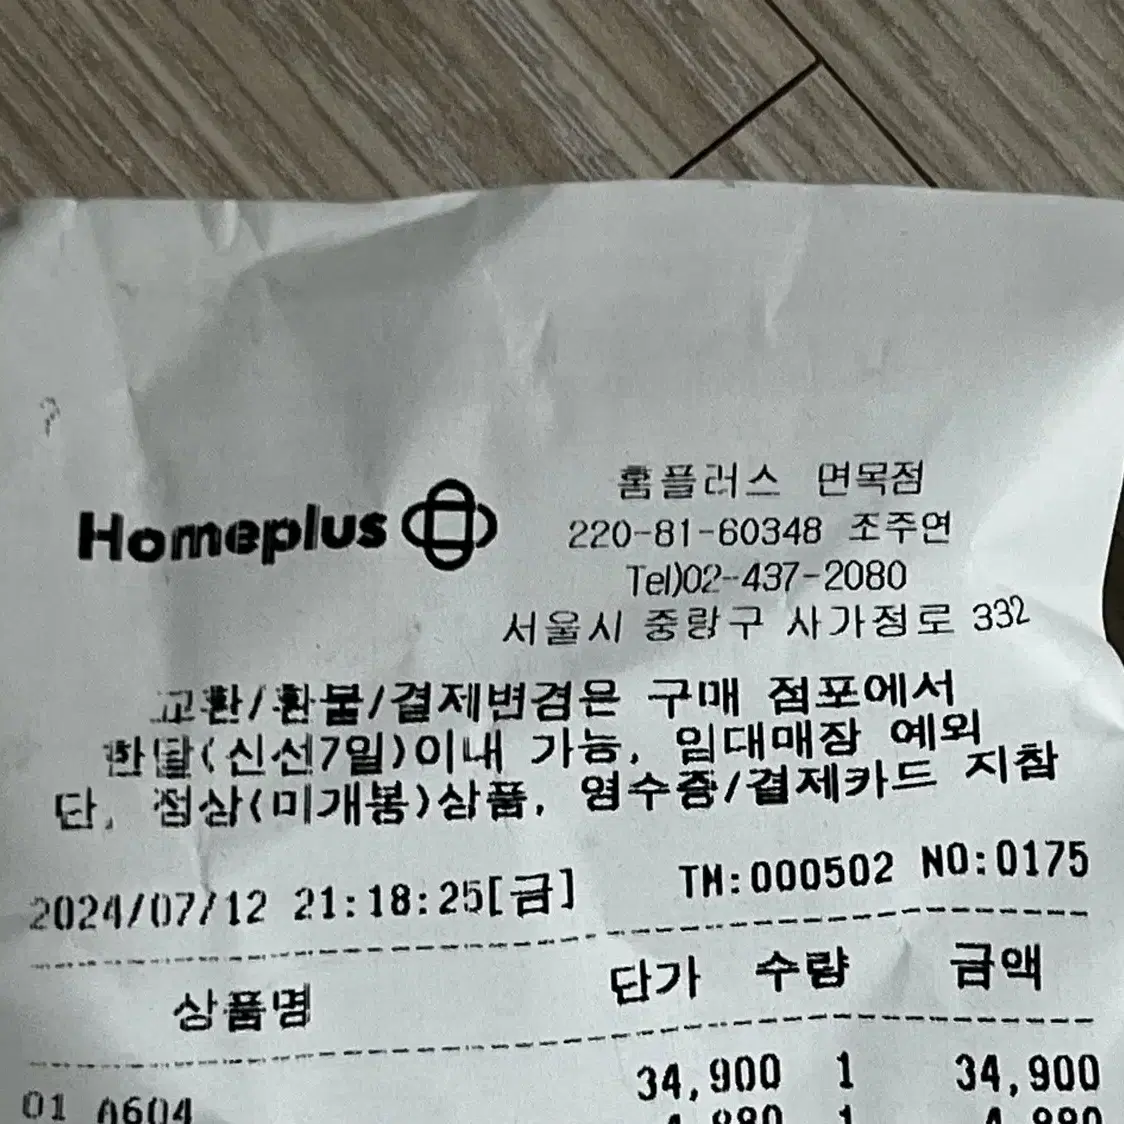 Homeplus
홈플러스 면목점
220-81-60348 조주연
Tel)02-437-2080
서울시 중랑구 사가정로 332
교환/환불/결제변경은 구매 점포에서
한달(신선7일)이내 가능, 임대매장 예외
단, 정상(미개봉)상품, 영수증/결제카드 지참
2024/07/12 21:18:25[금] TM:000502 NO:0175
상품명 단가 수량 금액
01 A604 34,900 1 34,900
1